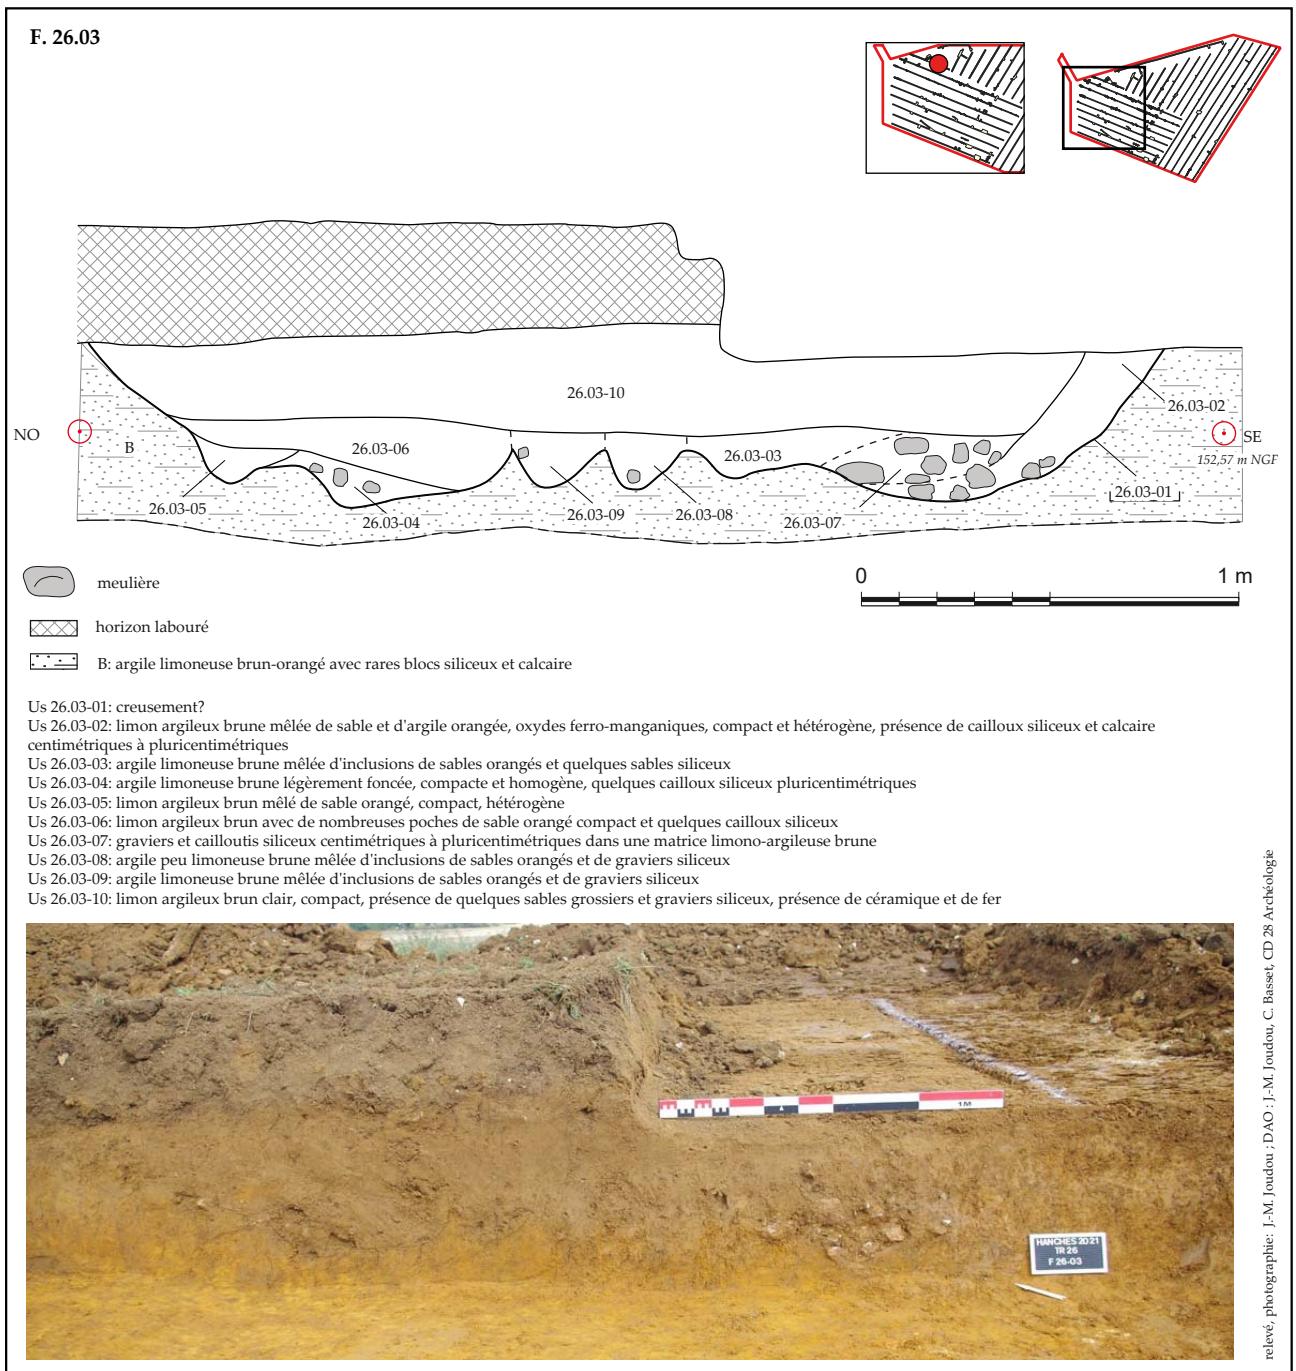 F. 26.03
26.03-10
26.03-02
NO
B
26.03-06
26.03-03
SE
152,57 m NGF
26.03-05
26.03-04
26.03-09
26.03-08
26.03-07
26.03-01
meulière
0
1 m
horizon labouré
B: argile limoneuse brun-orangé avec rares blocs siliceux et calcaire
Us 26.03-01: creusement?
Us 26.03-02: limon argileux brune mêlée de sable et d'argile orangée, oxydes ferro-manganiques, compact et hétérogène, présence de cailloux siliceux et calcaire
centimétriques à pluricentimétriques
Us 26.03-03: argile limoneuse brune mêlée d'inclusions de sables orangés et quelques sables siliceux
Us 26.03-04: argile limoneuse brune légèrement foncée, compacte et homogène, quelques cailloux siliceux pluricentimétriques
Us 26.03-05: limon argileux brun mêlé de sable orangé, compact, hétérogène
Us 26.03-06: limon argileux brun avec de nombreuses poches de sable orangé compact et quelques cailloux siliceux
Us 26.03-07: graviers et cailloutis siliceux centimétriques à pluricentimétriques dans une matrice limono-argileuse brune
Us 26.03-08: argile peu limoneuse brune mêlée d'inclusions de sables orangés et de graviers siliceux
Us 26.03-09: argile limoneuse brune mêlée d'inclusions de sables orangés et de graviers siliceux
Us 26.03-10: limon argileux brun clair, compact, présence de quelques sables grossiers et graviers siliceux, présence de céramique et de fer
1M
HANCHES 2021
TR 26
F 26-03
relevé, photographie: J.-M. Joudou ; DAO : J.-M. Joudou, C. Basset, CD 28 Archéologie